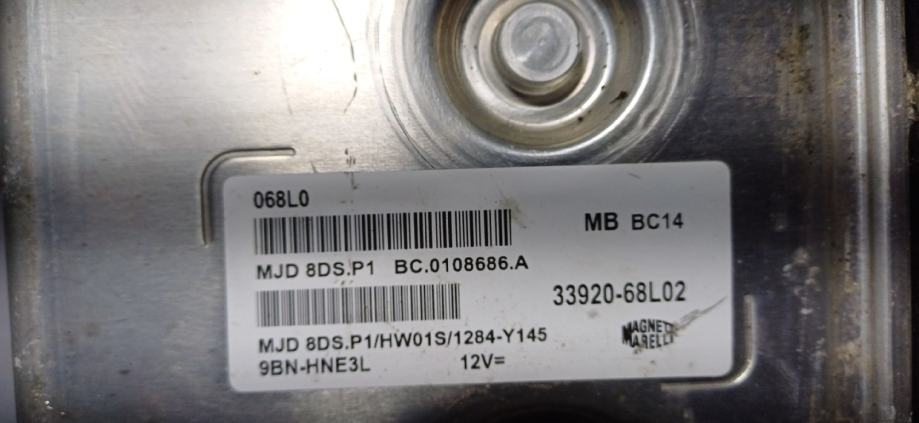 068L0
MB BC14
MJD 8DS.P1 BC.0108686.A
33920-68L02
MAGNETI
MARELLI
MJD 8DS.P1/HW01S/1284-Y145
9BN-HNE3L 12V=